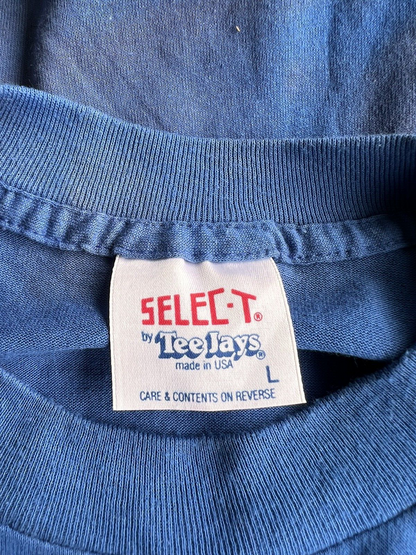 SELEC-T®
by TeeJays®
made in USA
L
CARE & CONTENTS ON REVERSE